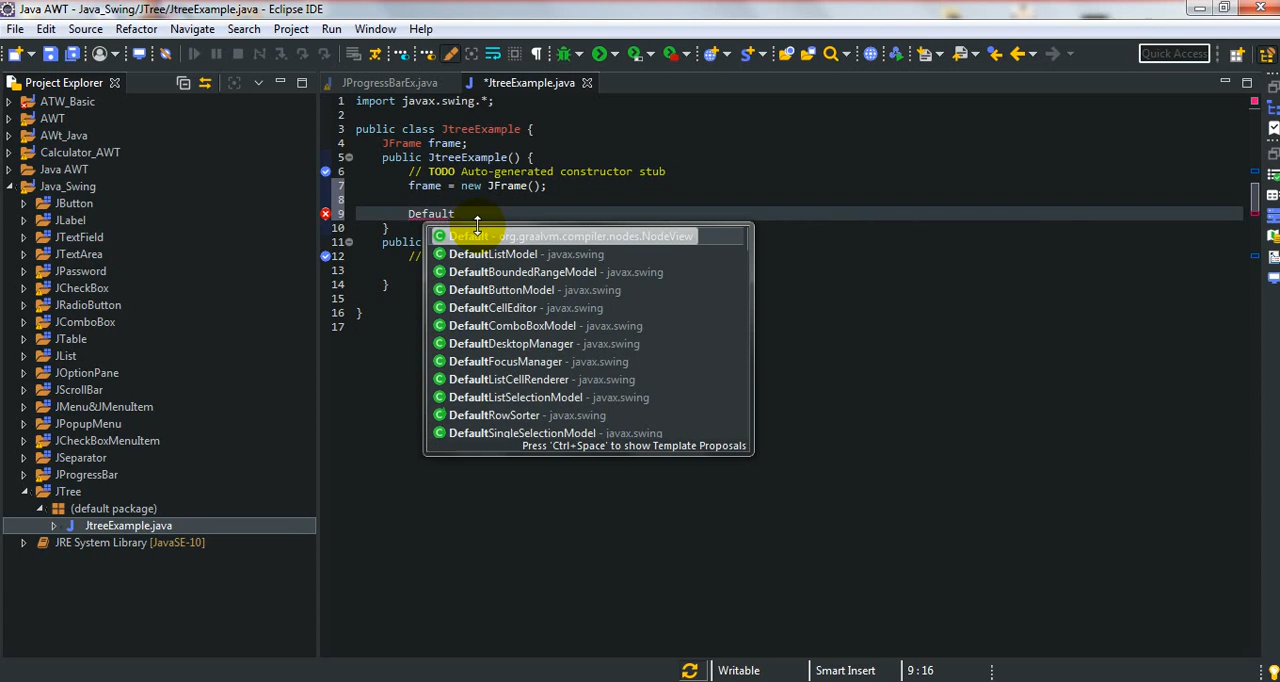 Java AWT - Java_Swing/JTree/JtreeExample.java - Eclipse IDE
File Edit Source Refactor Navigate Search Project Run Window Help
Quick Access
Project Explorer
JProgressBarEx.java
*JtreeExample.java
ATW_Basic
AWT
AWt_Java
Calculator_AWT
Java AWT
Java_Swing
JButton
JLabel
JTextField
JTextArea
JPassword
JCheckBox
JRadioButton
JComboBox
JTable
JList
JOptionPane
JScrollBar
JMenu&JMenuItem
JPopupMenu
JCheckBoxMenuItem
JSeparator
JProgressBar
JTree
(default package)
JtreeExample.java
JRE System Library [JavaSE-10]
1 import javax.swing.*;
2
3 public class JtreeExample {
4 JFrame frame;
5 public JtreeExample() {
6 // TODO Auto-generated constructor stub
7 frame = new JFrame();
8
9 Default
10 }
11 public
12 //
13
14 }
15
16 }
17
Default - org.graalvm.compiler.nodes.NodeView
DefaultListModel - javax.swing
DefaultBoundedRangeModel - javax.swing
DefaultButtonModel - javax.swing
DefaultCellEditor - javax.swing
DefaultComboBoxModel - javax.swing
DefaultDesktopManager - javax.swing
DefaultFocusManager - javax.swing
DefaultListCellRenderer - javax.swing
DefaultListSelectionModel - javax.swing
DefaultRowSorter - javax.swing
DefaultSingleSelectionModel - javax.swing
Press 'Ctrl+Space' to show Template Proposals
Writable
Smart Insert
9:16